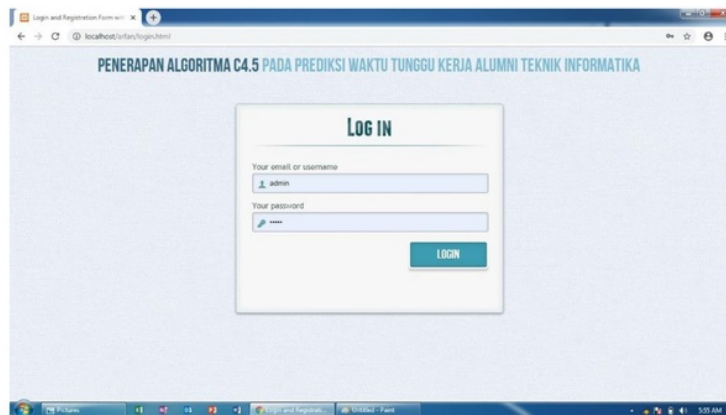 Login and Registration Form with
localhost/arfan/login.html/
PENERAPAN ALGORITMA C4.5 PADA PREDIKSI WAKTU TUNGGU KERJA ALUMNI TEKNIK INFORMATIKA
LOG IN
Your email or username
admin
Your password
•••••
LOGIN
Pictures
Login and Registrati...
Untitled - Paint
5:55 AM